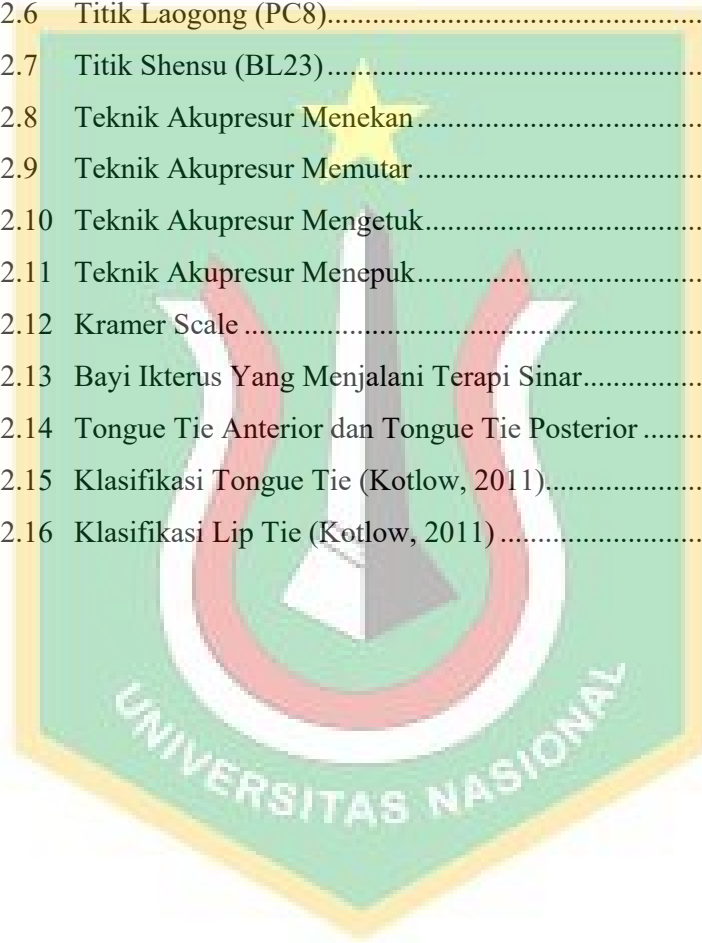 2.6 Titik Laogong (PC8)........................................................
2.7 Titik Shensu (BL23)........................................................
2.8 Teknik Akupresur Menekan........................................
2.9 Teknik Akupresur Memutar........................................
2.10 Teknik Akupresur Mengetuk.......................................
2.11 Teknik Akupresur Menepuk........................................
2.12 Kramer Scale................................................................
2.13 Bayi Ikterus Yang Menjalani Terapi Sinar.................
2.14 Tongue Tie Anterior dan Tongue Tie Posterior........
2.15 Klasifikasi Tongue Tie (Kotlow, 2011)......................
2.16 Klasifikasi Lip Tie (Kotlow, 2011)............................
UNIVERSITAS NASIONAL